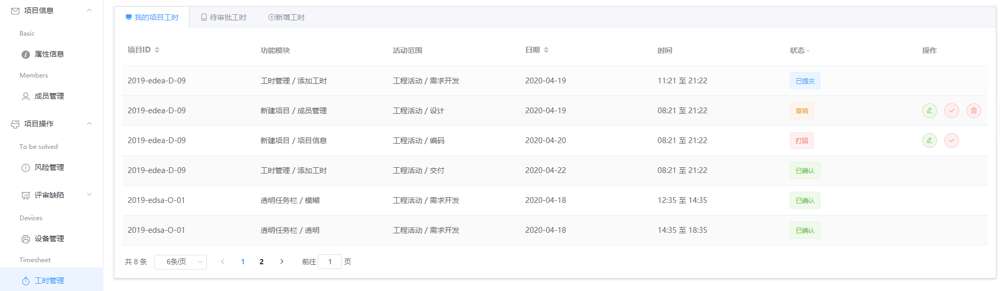 项目信息
Basic
属性信息
Members
成员管理
项目操作
To be solved
风险管理
评审缺陷
Devices
设备管理
Timesheet
工时管理
我的项目工时 待审批工时 新增工时
项目ID 功能模块 活动范围 日期 时间 状态 操作
2019-edea-D-09 工时管理 / 添加工时 工程活动 / 需求开发 2020-04-19 11:21 至 21:22 已提交
2019-edea-D-09 新建项目 / 成员管理 工程活动 / 设计 2020-04-19 08:21 至 21:22 草稿
2019-edea-D-09 新建项目 / 项目信息 工程活动 / 编码 2020-04-20 08:21 至 21:22 打回
2019-edea-D-09 工时管理 / 添加工时 工程活动 / 交付 2020-04-22 08:21 至 21:22 已确认
2019-edsa-O-01 透明任务栏 / 模糊 工程活动 / 需求开发 2020-04-18 12:35 至 14:35 已确认
2019-edsa-O-01 透明任务栏 / 透明 工程活动 / 需求开发 2020-04-18 14:35 至 18:35 已确认
共 8 条 6条/页 1 2 前往 1 页